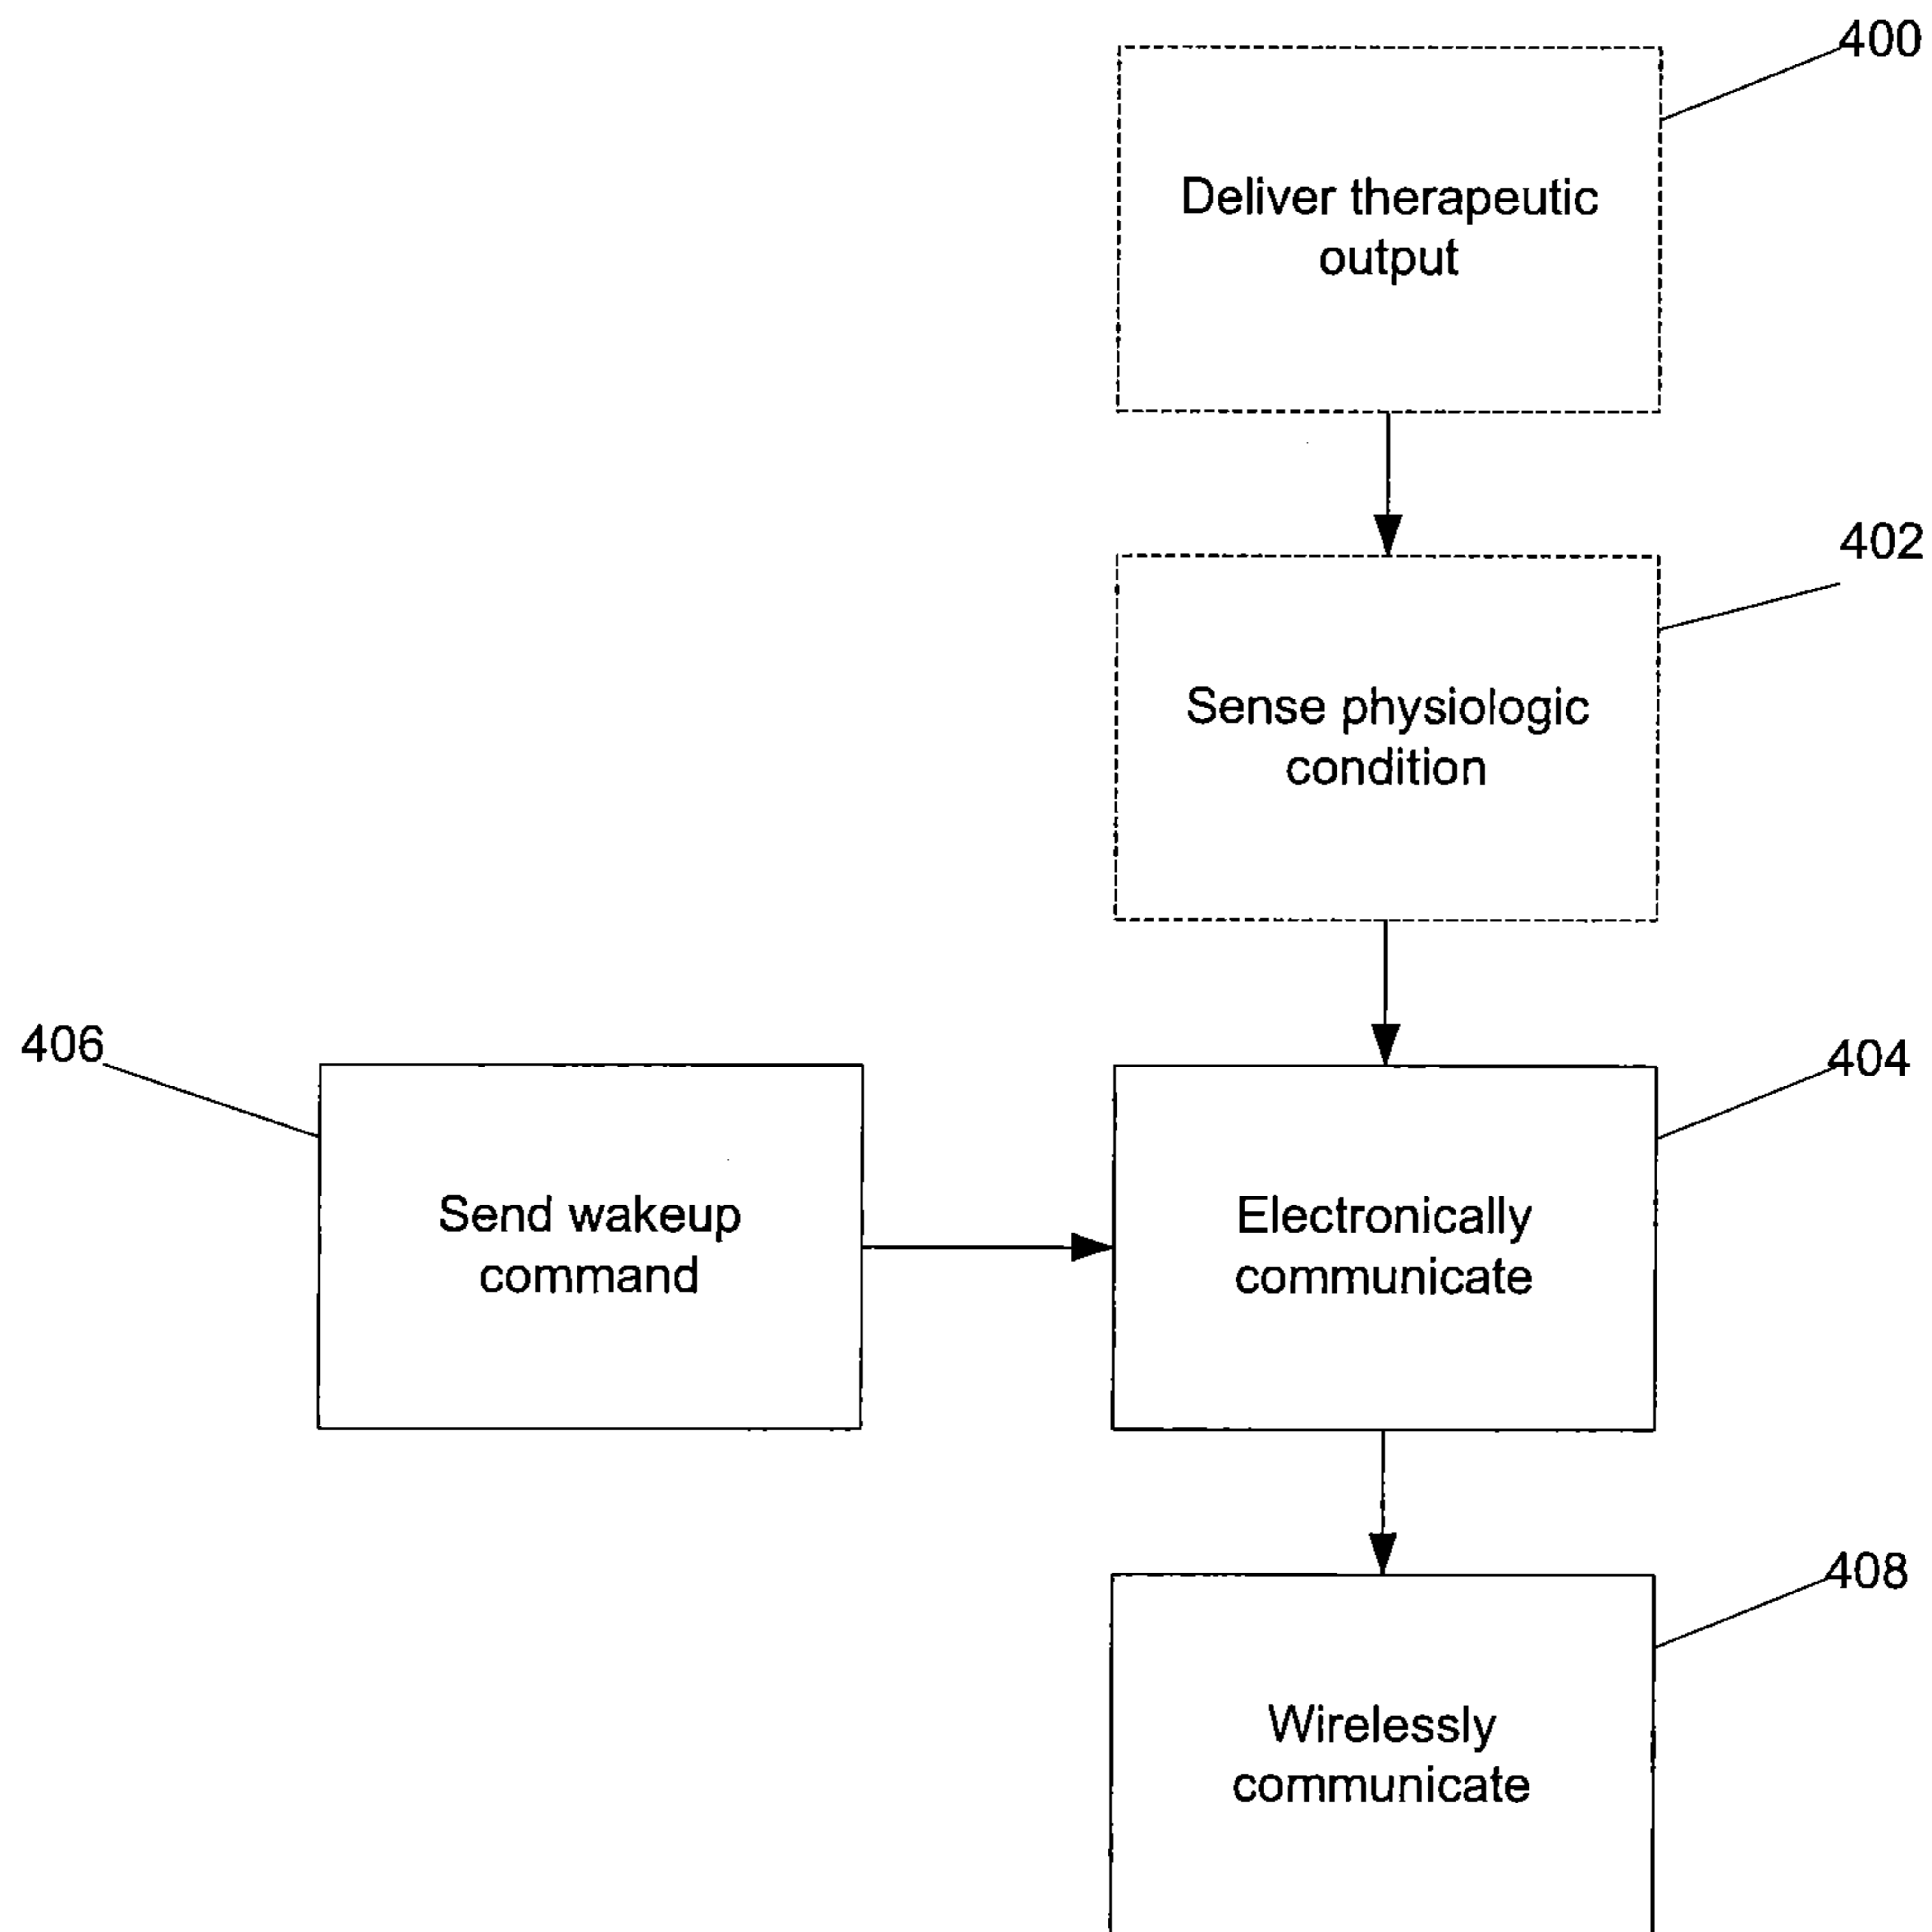 400
Deliver therapeutic
output
402
Sense physiologic
condition
406
404
Send wakeup
command
Electronically
communicate
408
Wirelessly
communicate